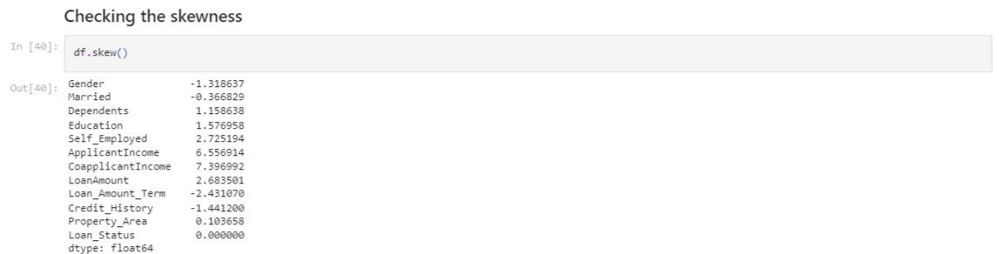 Checking the skewness
In [40]:
df.skew()
Out[40]:
Gender -1.318637
Married -0.366829
Dependents 1.158638
Education 1.576958
Self_Employed 2.725194
ApplicantIncome 6.556914
CoapplicantIncome 7.396992
LoanAmount 2.683501
Loan_Amount_Term -2.431070
Credit_History -1.441200
Property_Area 0.103658
Loan_Status 0.000000
dtype: float64